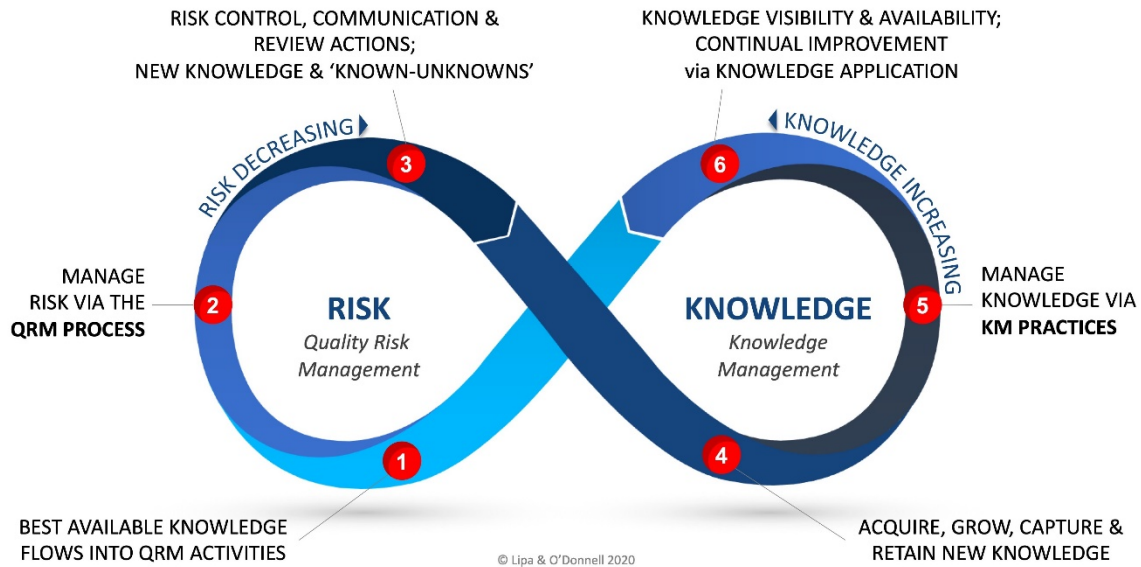 RISK CONTROL, COMMUNICATION &
REVIEW ACTIONS;
NEW KNOWLEDGE & ‘KNOWN-UNKNOWNS’
KNOWLEDGE VISIBILITY & AVAILABILITY;
CONTINUAL IMPROVEMENT
via KNOWLEDGE APPLICATION
RISK DECREASING
3
6
KNOWLEDGE INCREASING
MANAGE
RISK VIA THE
QRM PROCESS
2
RISK
Quality Risk
Management
KNOWLEDGE
Knowledge
Management
5
MANAGE
KNOWLEDGE VIA
KM PRACTICES
1
4
BEST AVAILABLE KNOWLEDGE
FLOWS INTO QRM ACTIVITIES
ACQUIRE, GROW, CAPTURE &
RETAIN NEW KNOWLEDGE
© Lipa & O’Donnell 2020